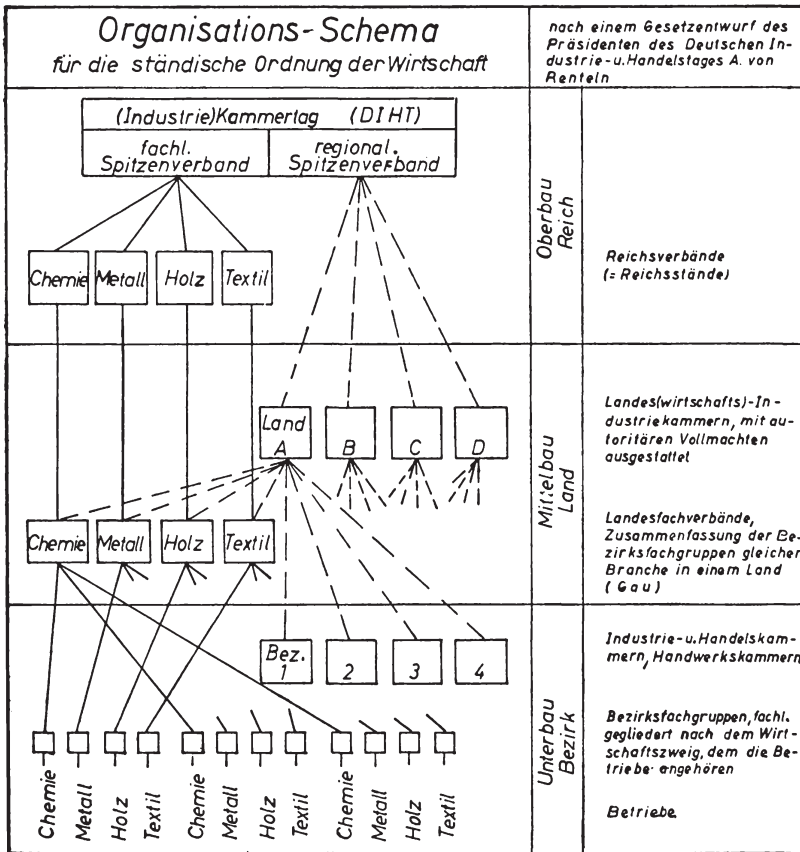 Organisations-Schema
für die ständische Ordnung der Wirtschaft
nach einem Gesetzentwurf des
Präsidenten des Deutschen In-
dustrie-u. Handelstages A. von
Renteln
(Industrie)Kammertag (DIHT)
fachl.
Spitzenverband
regional.
Spitzenverband
Oberbau
Reich
Chemie
Metall
Holz
Textil
Reichsverbände
(= Reichsstände)
Land
A
B
C
D
Mittelbau
Land
Landes(wirtschafts)-In-
dustriekammern, mit au-
toritären Vollmachten
ausgestattet
Chemie
Metall
Holz
Textil
Landesfachverbände,
Zusammenfassung der Be-
zirksfachgruppen gleicher
Branche in einem Land
(Gau)
Bez.
1
2
3
4
Unterbau
Bezirk
Industrie-u. Handelskam-
mern, Handwerkskammern
Bezirksfachgruppen, fachl.
gegliedert nach dem Wirt-
schaftszweig, dem die Be-
triebe angehören
Chemie
Metall
Holz
Textil
Chemie
Metall
Holz
Textil
Chemie
Metall
Holz
Textil
Betriebe